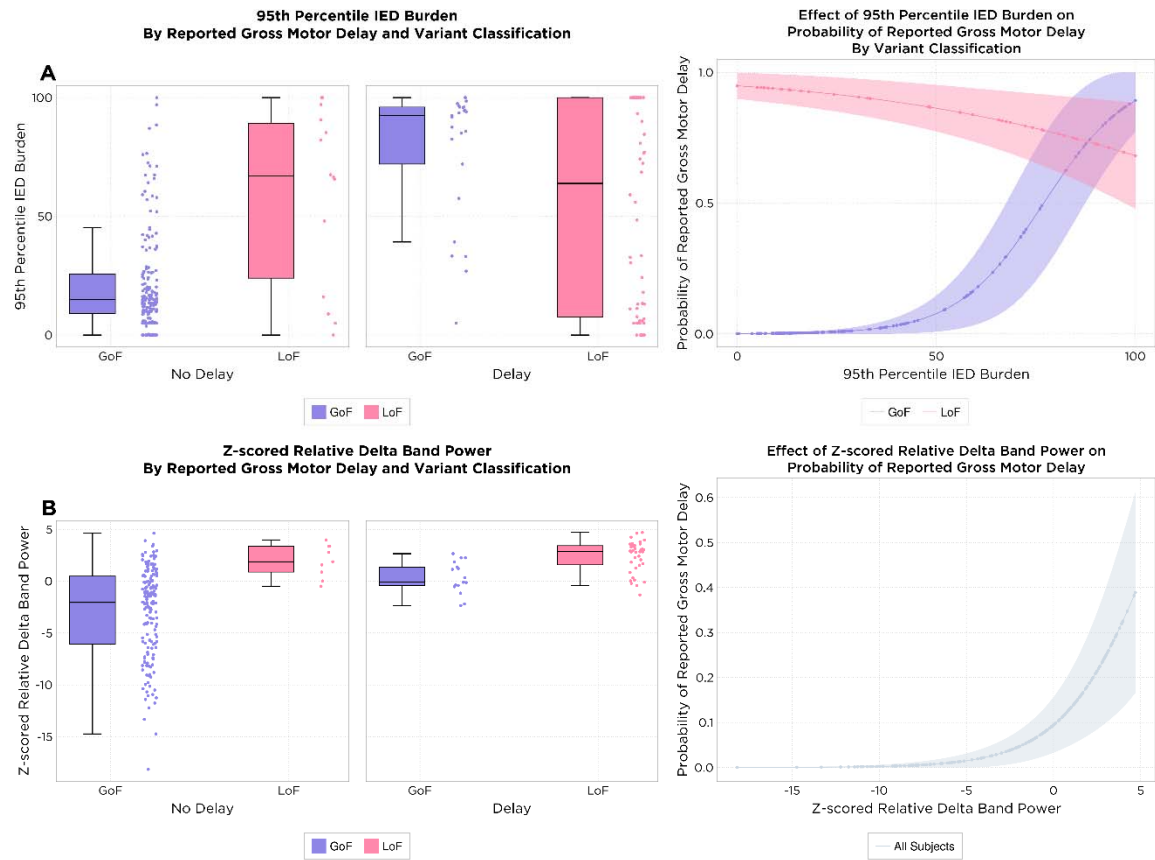 95th Percentile IED Burden
By Reported Gross Motor Delay and Variant Classification
A
95th Percentile IED Burden
100
50
0
GoF
LoF
No Delay
GoF
LoF
Delay
GoF
LoF
Effect of 95th Percentile IED Burden on
Probability of Reported Gross Motor Delay
By Variant Classification
Probability of Reported Gross Motor Delay
1.0
0.5
0.0
0
50
100
95th Percentile IED Burden
GoF
LoF
Z-scored Relative Delta Band Power
By Reported Gross Motor Delay and Variant Classification
B
Z-scored Relative Delta Band Power
5
0
-5
-10
-15
GoF
LoF
No Delay
GoF
LoF
Delay
GoF
LoF
Effect of Z-scored Relative Delta Band Power on
Probability of Reported Gross Motor Delay
Probability of Reported Gross Motor Delay
0.6
0.5
0.4
0.3
0.2
0.1
0.0
-15
-10
-5
0
5
Z-scored Relative Delta Band Power
All Subjects